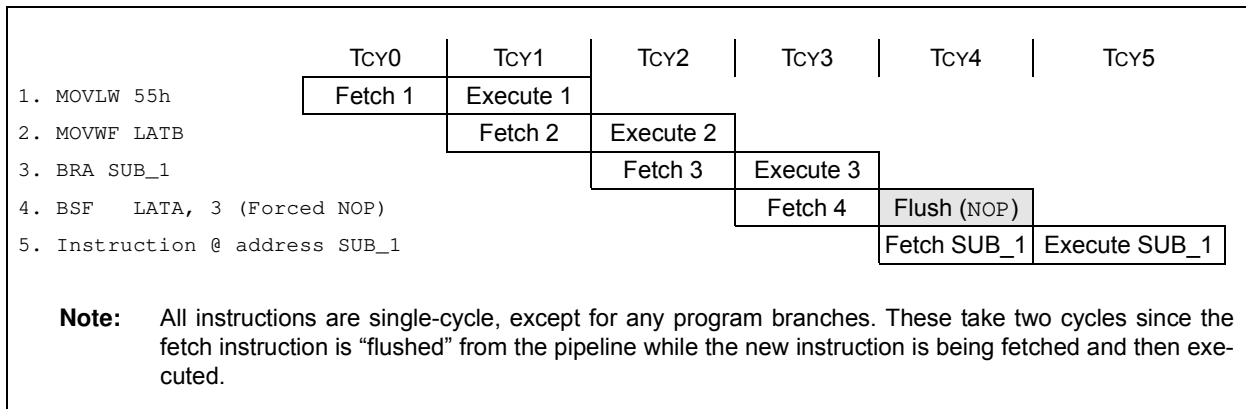 TCY0 TCY1 TCY2 TCY3 TCY4 TCY5
1. MOVLW 55h Fetch 1 Execute 1
2. MOVWF LATB Fetch 2 Execute 2
3. BRA SUB_1 Fetch 3 Execute 3
4. BSF LATA, 3 (Forced NOP) Fetch 4 Flush (NOP)
5. Instruction @ address SUB_1 Fetch SUB_1 Execute SUB_1
Note: All instructions are single-cycle, except for any program branches. These take two cycles since the
fetch instruction is “flushed” from the pipeline while the new instruction is being fetched and then exe-
cuted.